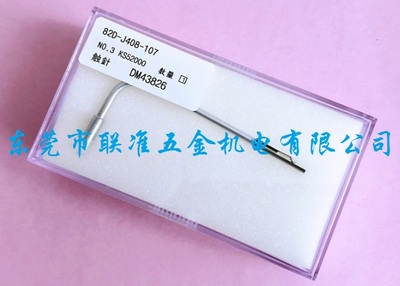 82D-J408-107
NO.3 KS52000 数量 ①
触針 DM43826
东莞市联准五金机电有限公司